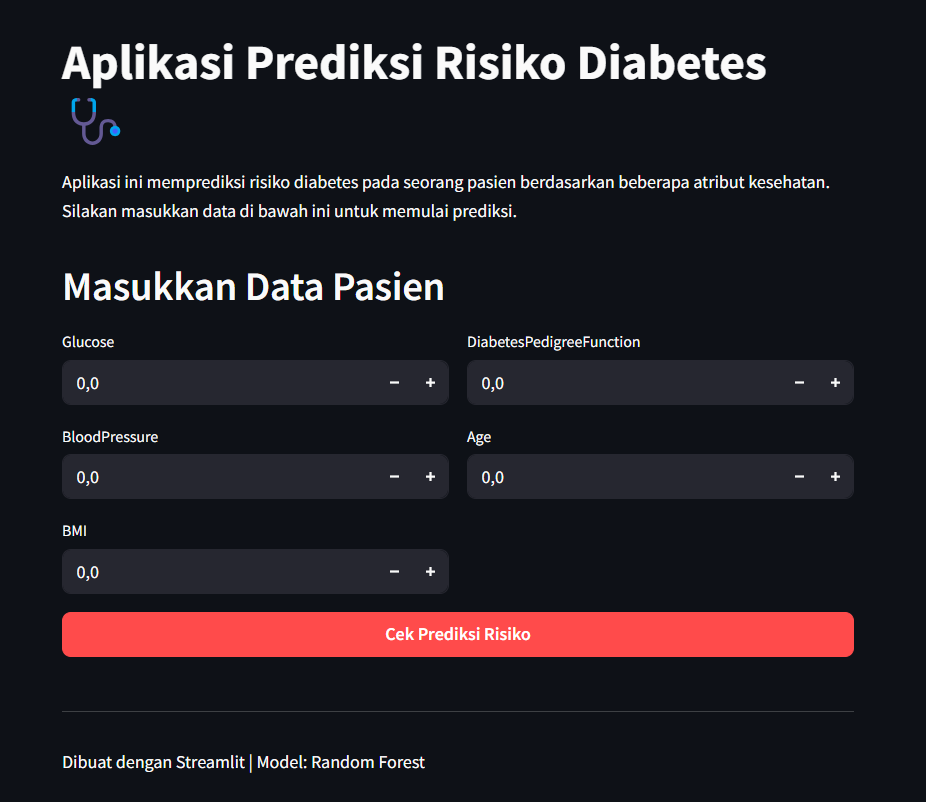 Aplikasi Prediksi Risiko Diabetes
Aplikasi ini memprediksi risiko diabetes pada seorang pasien berdasarkan beberapa atribut kesehatan.
Silakan masukkan data di bawah ini untuk memulai prediksi.
Masukkan Data Pasien
Glucose
0,0
DiabetesPedigreeFunction
0,0
BloodPressure
0,0
Age
0,0
BMI
0,0
Cek Prediksi Risiko
Dibuat dengan Streamlit | Model: Random Forest